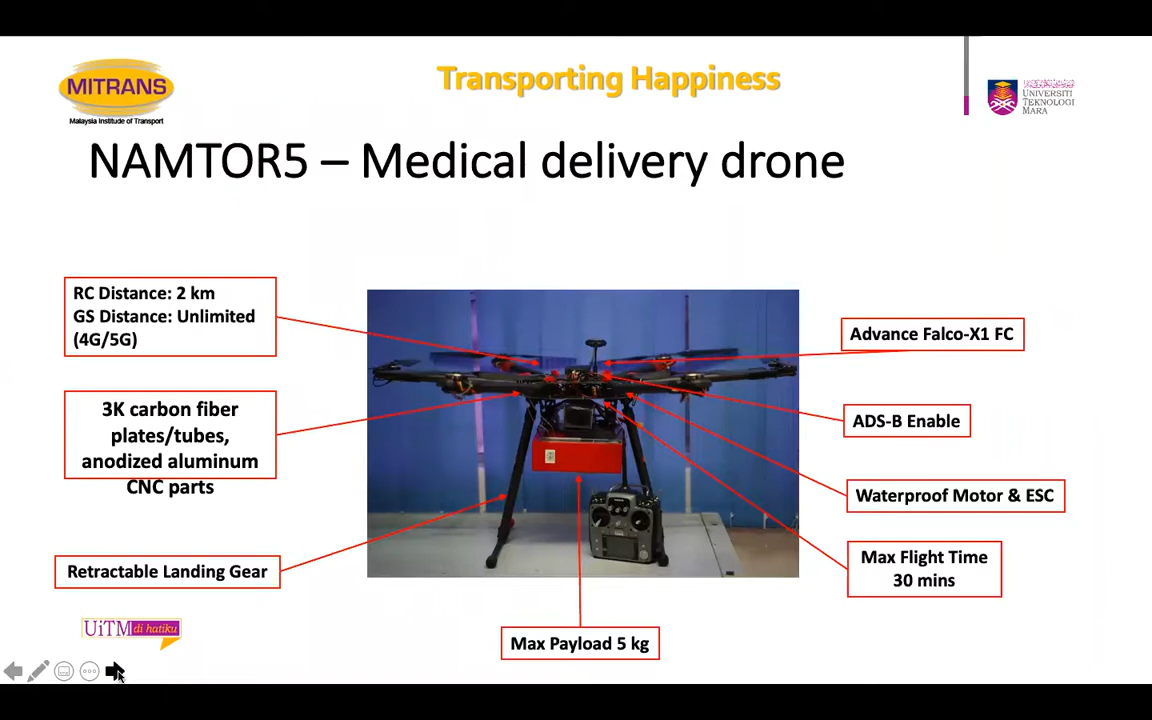 MITRANS
Malaysia Institute of Transport
Transporting Happiness
UNIVERSITI
TEKNOLOGI
MARA
NAMTOR5 – Medical delivery drone
RC Distance: 2 km
GS Distance: Unlimited
(4G/5G)
3K carbon fiber
plates/tubes,
anodized aluminum
CNC parts
Retractable Landing Gear
Advance Falco-X1 FC
ADS-B Enable
Waterproof Motor & ESC
Max Flight Time
30 mins
Max Payload 5 kg
UiTM di hatiku